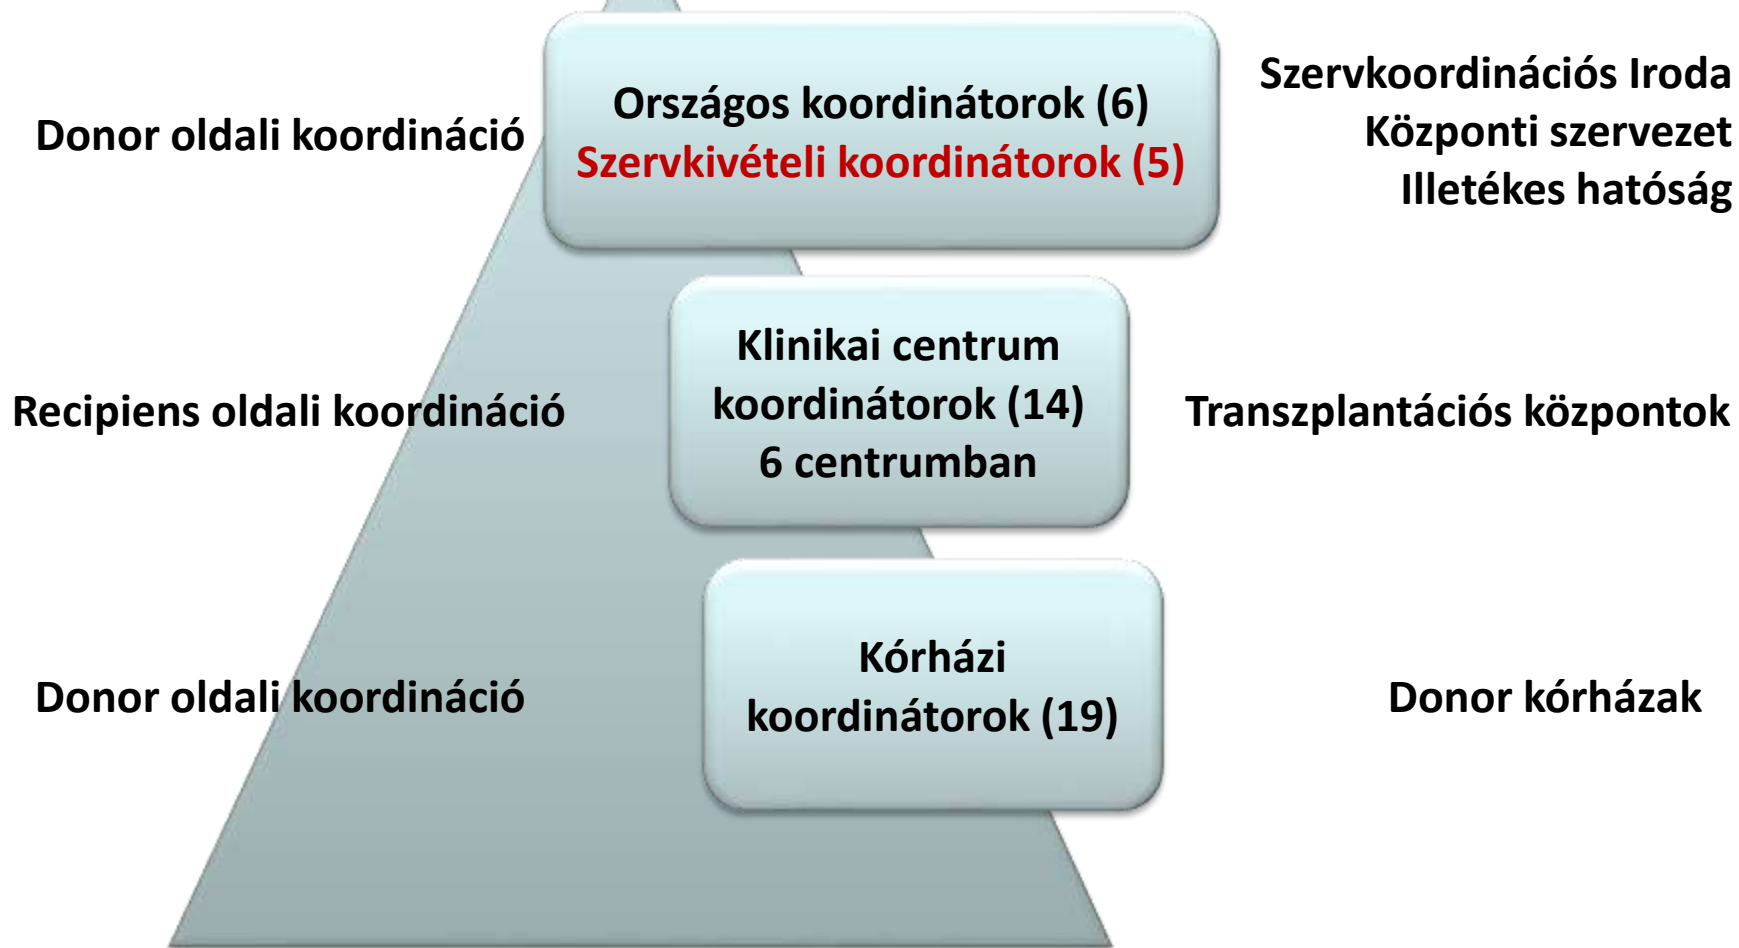 Donor oldali koordináció
Országos koordinátorok (6)
Szervkivételi koordinátorok (5)
Szervkoordinációs Iroda
Központi szervezet
Illetékes hatóság
Recipiens oldali koordináció
Klinikai centrum
koordinátorok (14)
6 centrumban
Transzplantációs központok
Donor oldali koordináció
Kórházi
koordinátorok (19)
Donor kórházak